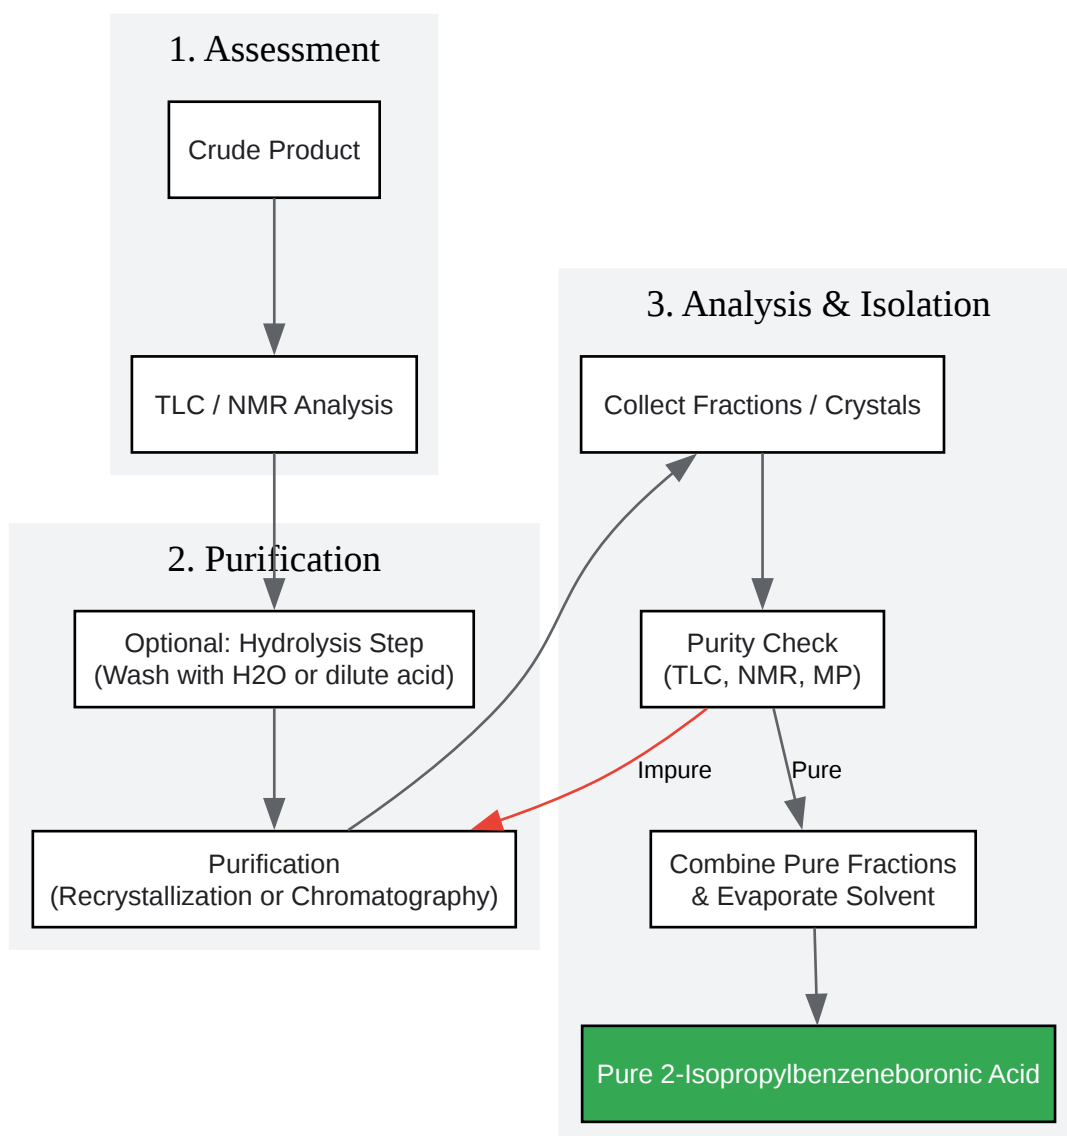 1. Assessment
Crude Product
TLC / NMR Analysis
2. Purification
Optional: Hydrolysis Step
(Wash with H2O or dilute acid)
Purification
(Recrystallization or Chromatography)
3. Analysis & Isolation
Collect Fractions / Crystals
Purity Check
(TLC, NMR, MP)
Impure
Pure
Combine Pure Fractions
& Evaporate Solvent
Pure 2-Isopropylbenzeneboronic Acid